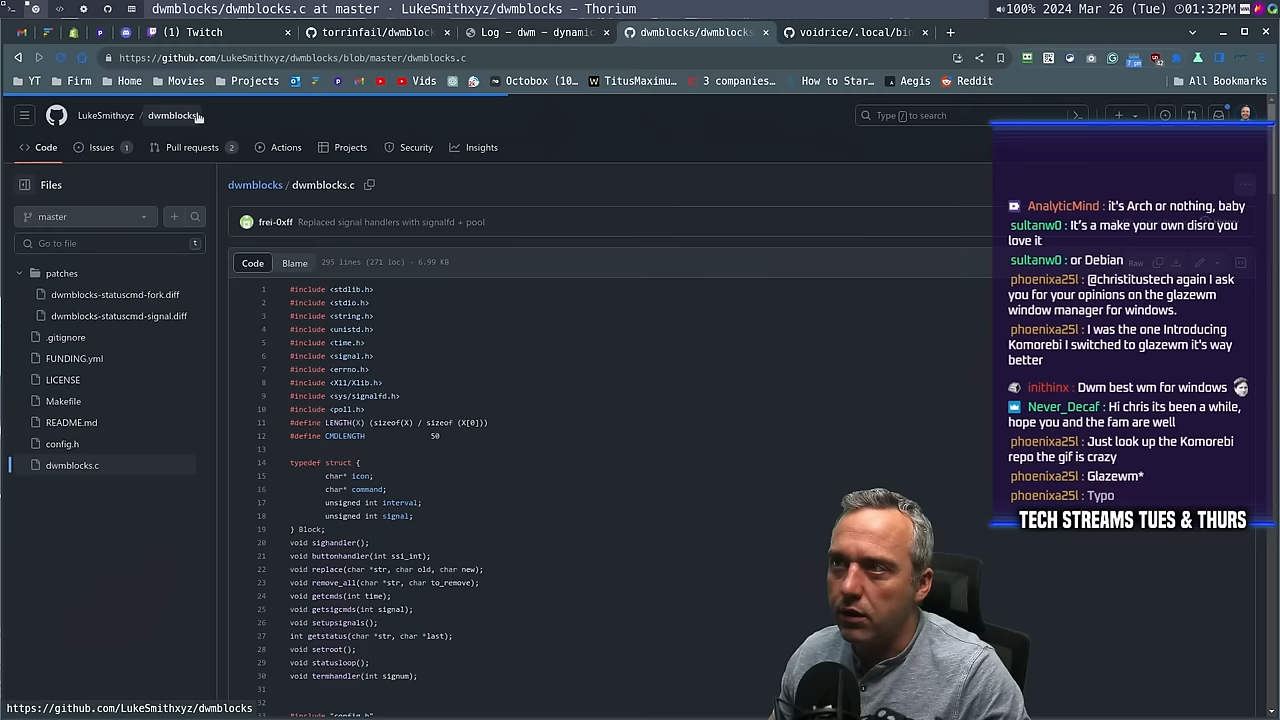 dwmblocks/dwmblocks.c at master · LukeSmithxyz/dwmblocks – Thorium
100% 2024 Mar 26 (Tue) 01:32PM
(1) Twitch
torrinfail/dwmblock
Log – dwm – dynamic
dwmblocks/dwmblocks
voidrice/.local/bin
https://github.com/LukeSmithxyz/dwmblocks/blob/master/dwmblocks.c
YT
Firm
Home
Movies
Projects
mail
Vids
Octobox (10...
TitusMaximu...
3 companies...
How to Star...
Aegis
Reddit
All Bookmarks
LukeSmithxyz / dwmblocks
Type / to search
Code
Issues 1
Pull requests 2
Actions
Projects
Security
Insights
Files
dwmblocks / dwmblocks.c
master
frei-0xff Replaced signal handlers with signalfd + pool
Go to file
t
Code
Blame
295 lines (271 loc) · 6.99 KB
Raw
patches
dwmblocks-statuscmd-fork.diff
dwmblocks-statuscmd-signal.diff
.gitignore
FUNDING.yml
LICENSE
Makefile
README.md
config.h
dwmblocks.c
1 #include <stdlib.h>
2 #include <stdio.h>
3 #include <string.h>
4 #include <unistd.h>
5 #include <time.h>
6 #include <signal.h>
7 #include <errno.h>
8 #include <X11/Xlib.h>
9 #include <sys/signalfd.h>
10 #include <poll.h>
11 #define LENGTH(X) (sizeof(X) / sizeof (X[0]))
12 #define CMDLENGTH 50
13
14 typedef struct {
15 char* icon;
16 char* command;
17 unsigned int interval;
18 unsigned int signal;
19 } Block;
20 void sighandler();
21 void buttonhandler(int ssi_int);
22 void replace(char *str, char old, char new);
23 void remove_all(char *str, char to_remove);
24 void getcmds(int time);
25 void getsigcmds(int signal);
26 void setupsignals();
27 int getstatus(char *str, char *last);
28 void setroot();
29 void statusloop();
30 void termhandler(int signum);
31
32
33 #include "config.h"
https://github.com/LukeSmithxyz/dwmblocks
AnalyticMind : it's Arch or nothing, baby
sultanw0 : It's a make your own disro you
love it
sultanw0 : or Debian
phoenixa25l : @christitustech again I ask
you for your opinions on the glazewm
window manager for windows.
phoenixa25l : I was the one Introducing
Komorebi I switched to glazewm it's way
better
inithinx : Dwm best wm for windows
Never_Decaf : Hi chris its been a while,
hope you and the fam are well
phoenixa25l : Just look up the Komorebi
repo the gif is crazy
phoenixa25l : Glazewm*
phoenixa25l : Typo
TECH STREAMS TUES & THURS